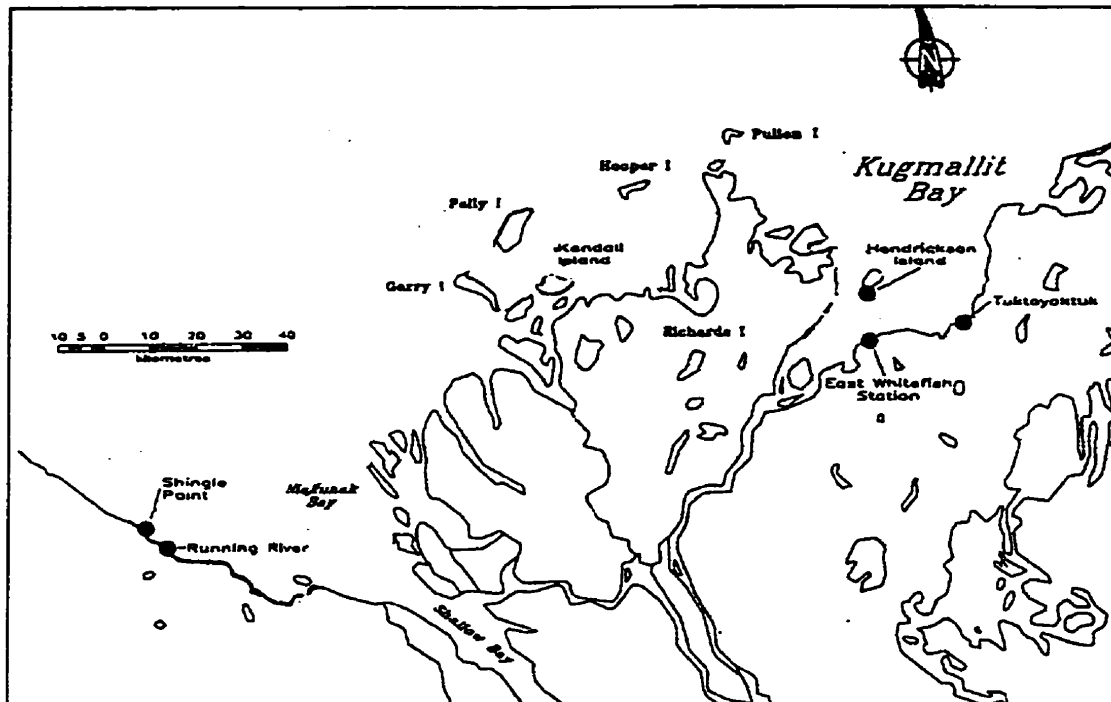 N
Pullen I
Hooper I
Kugmallit
Bay
Pelly I
Kendall
Island
Hendrickson
Island
Garry I
Tuktoyaktuk
Richards I
10 5 0 10 20 30 40
kilometres
East Whitefish
Station
Shingle
Point
Bay
Running River
Shallow Bay